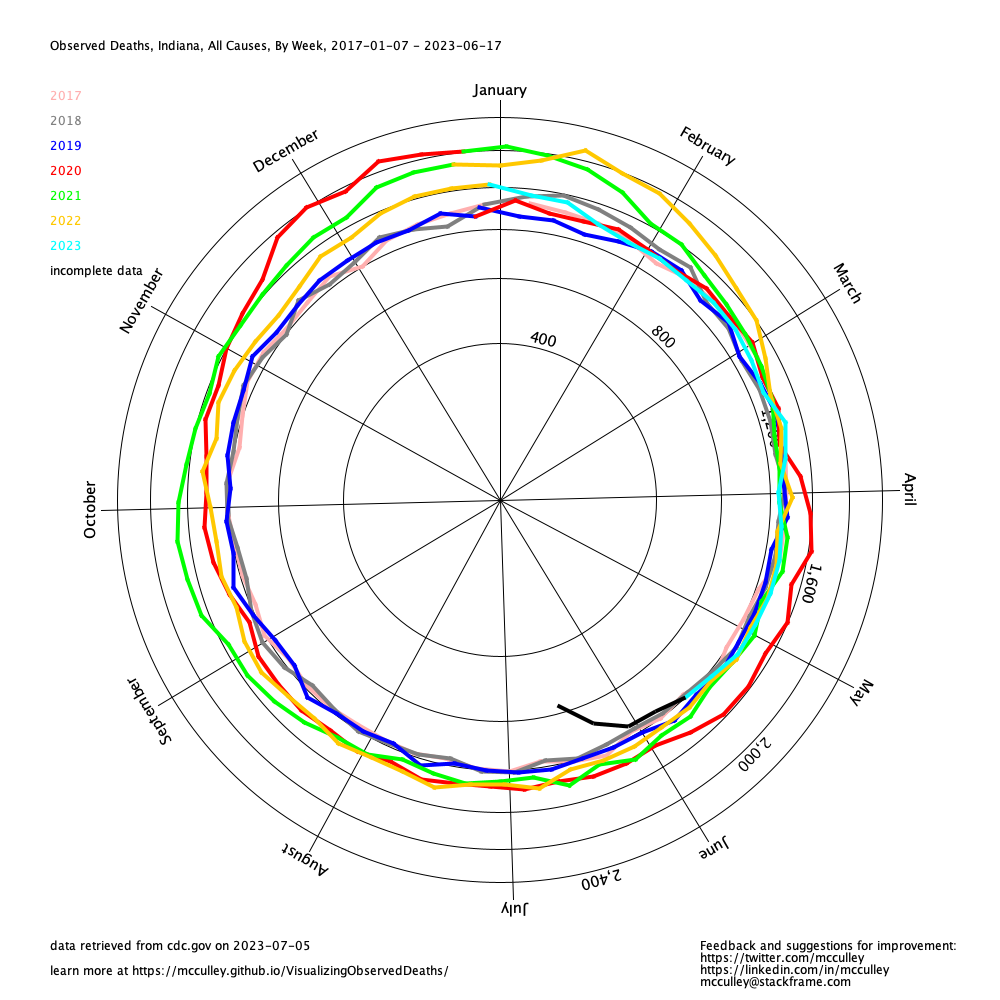 Observed Deaths, Indiana, All Causes, By Week, 2017-01-07 - 2023-06-17
2017
2018
2019
2020
2021
2022
2023
incomplete data
January
February
March
April
May
June
July
August
September
October
November
December
400
800
1,200
1,600
2,000
2,400
data retrieved from cdc.gov on 2023-07-05
learn more at https://mcculley.github.io/VisualizingObservedDeaths/
Feedback and suggestions for improvement:
https://twitter.com/mcculley
https://linkedin.com/in/mcculley
mcculley@stackframe.com